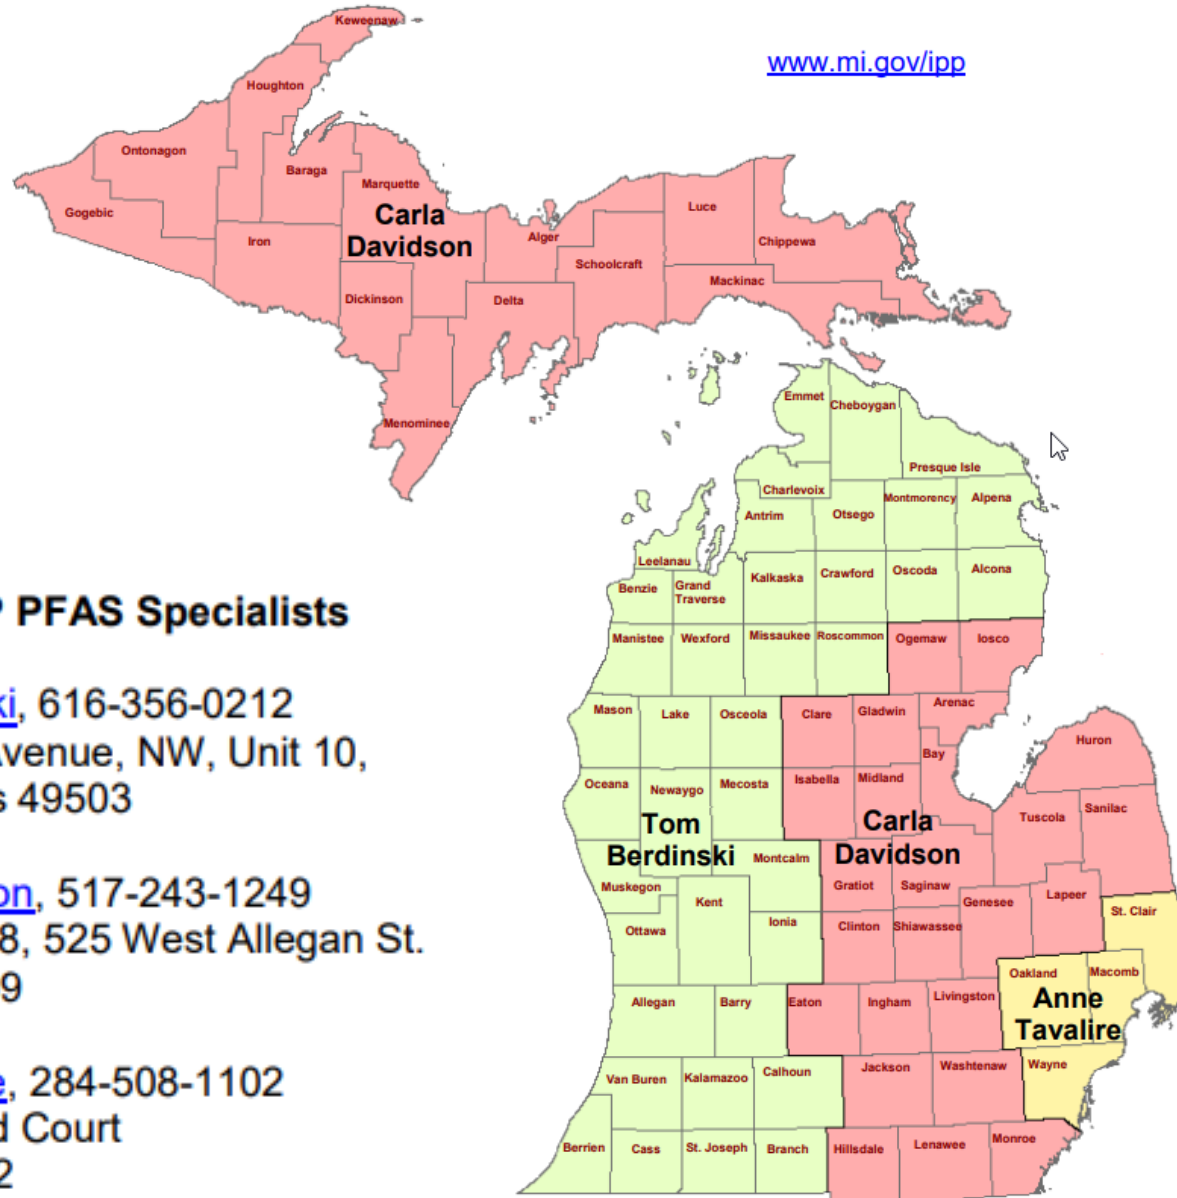 www.mi.gov/ipp
Keweenaw
Houghton
Ontonagon
Baraga
Marquette
Gogebic
Iron
Carla
Davidson
Alger
Luce
Chippewa
Schoolcraft
Mackinac
Dickinson
Delta
Menominee
Emmet
Cheboygan
Presque Isle
Charlevoix
Montmorency
Alpena
Antrim
Otsego
Leelanau
Benzie
Grand
Traverse
Kalkaska
Crawford
Oscoda
Alcona
Manistee
Wexford
Missaukee
Roscommon
Ogemaw
Iosco
Mason
Lake
Osceola
Clare
Gladwin
Arenac
Bay
Huron
Oceana
Newaygo
Mecosta
Isabella
Midland
Tuscola
Sanilac
Tom
Berdinski
Carla
Davidson
Montcalm
Muskegon
Kent
Gratiot
Saginaw
Genesee
Lapeer
St. Clair
Ottawa
Ionia
Clinton
Shiawassee
Oakland
Macomb
Anne
Tavalire
Allegan
Barry
Eaton
Ingham
Livingston
Van Buren
Kalamazoo
Calhoun
Jackson
Washtenaw
Wayne
Berrien
Cass
St. Joseph
Branch
Hillsdale
Lenawee
Monroe
P PFAS Specialists
ki, 616-356-0212
Avenue, NW, Unit 10,
s 49503
on, 517-243-1249
8, 525 West Allegan St.
9
e, 284-508-1102
d Court
2